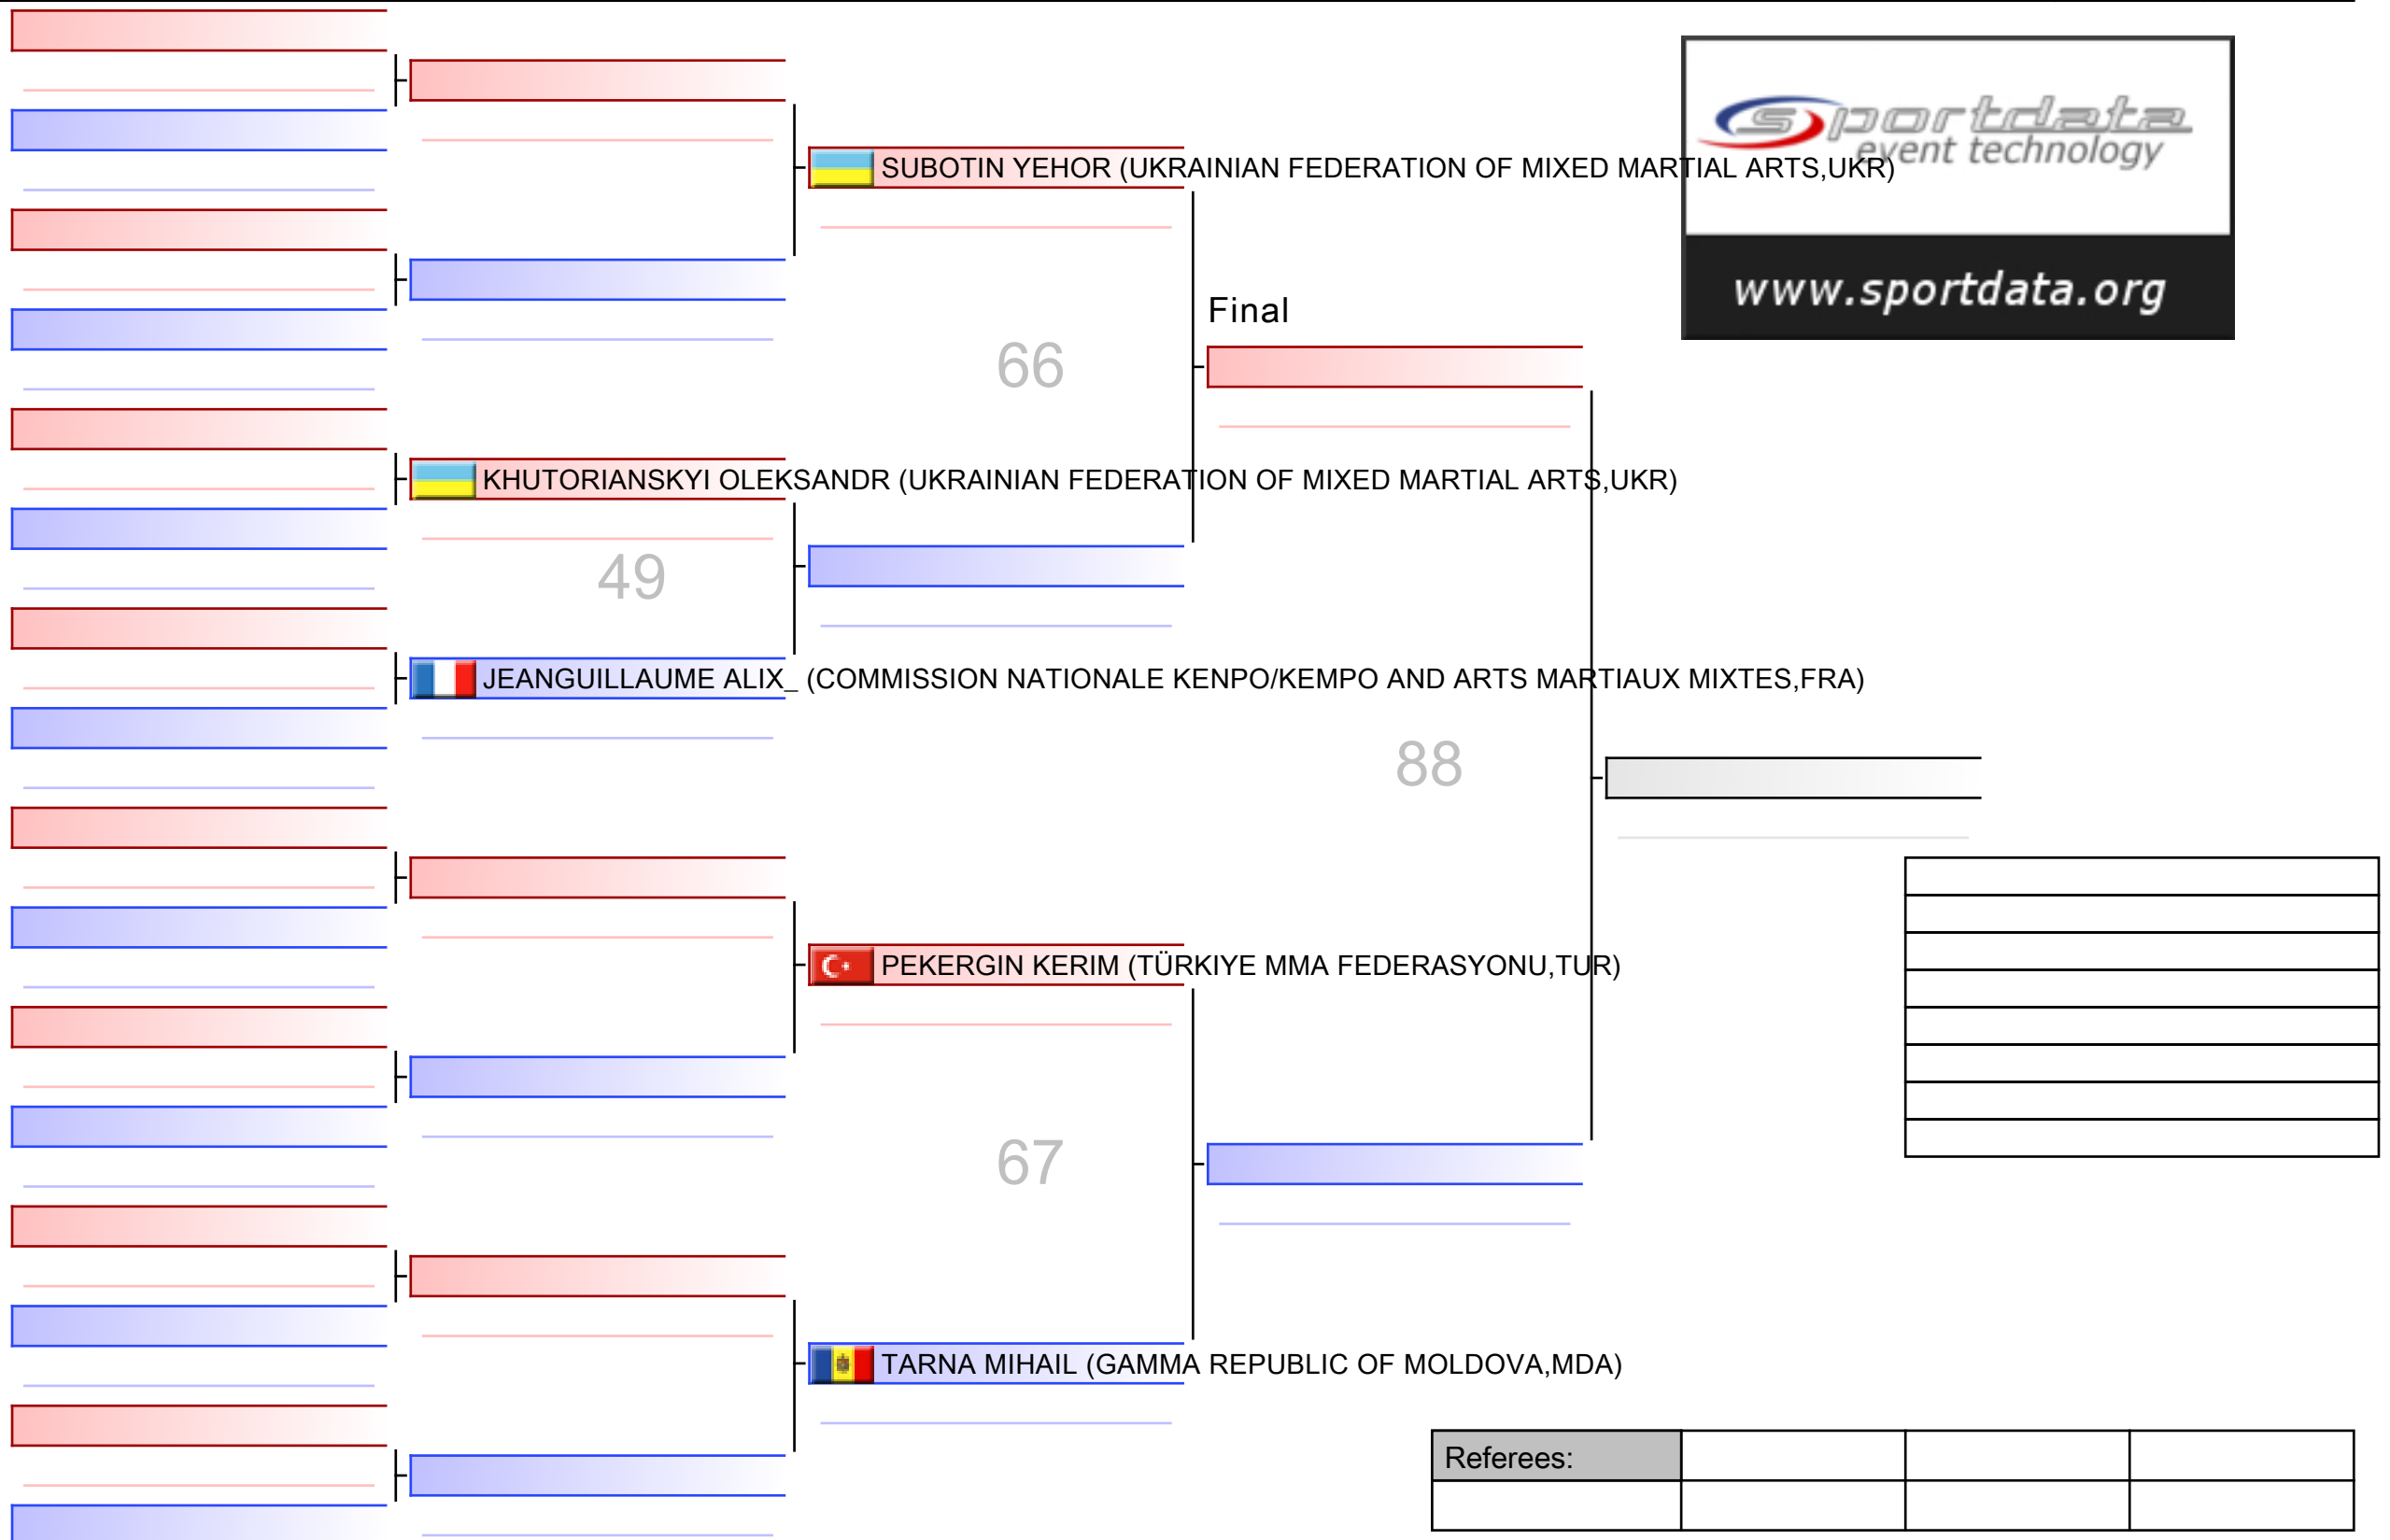 sportdata
event technology
www.sportdata.org
SUBOTIN YEHOR (UKRAINIAN FEDERATION OF MIXED MARTIAL ARTS,UKR)
Final
66
KHUTORIANSKYI OLEKSANDR (UKRAINIAN FEDERATION OF MIXED MARTIAL ARTS,UKR)
49
JEANGUILLAUME ALIX_ (COMMISSION NATIONALE KENPO/KEMPO AND ARTS MARTIAUX MIXTES,FRA)
88
PEKERGIN KERIM (TÜRKIYE MMA FEDERASYONU,TUR)
67
TARNA MIHAIL (GAMMA REPUBLIC OF MOLDOVA,MDA)
Referees: